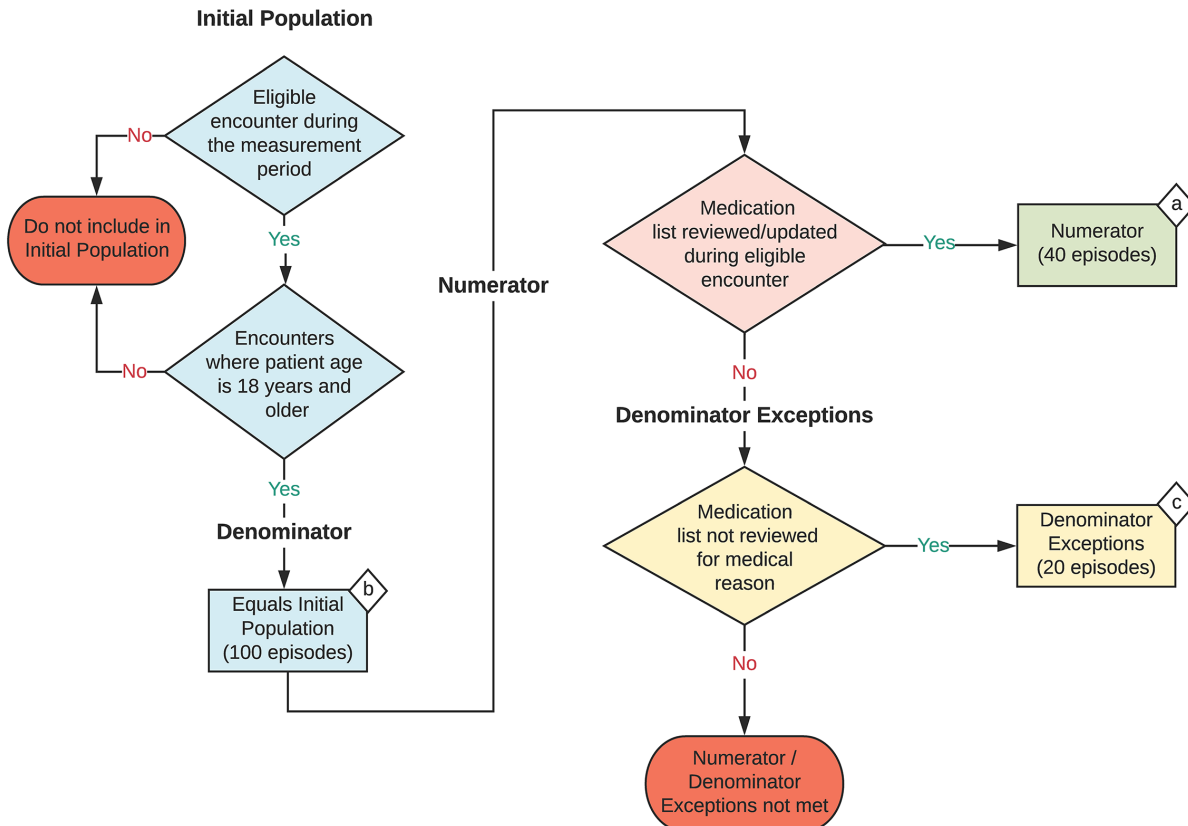 Initial Population
Eligible
encounter during
the measurement
period
No
Do not include in
Initial Population
Yes
Encounters
where patient age
is 18 years and
older
No
Yes
Denominator
b
Equals Initial
Population
(100 episodes)
Numerator
Medication
list reviewed/updated
during eligible
encounter
Yes
a
Numerator
(40 episodes)
No
Denominator Exceptions
Medication
list not reviewed
for medical
reason
Yes
c
Denominator
Exceptions
(20 episodes)
No
Numerator /
Denominator
Exceptions not met